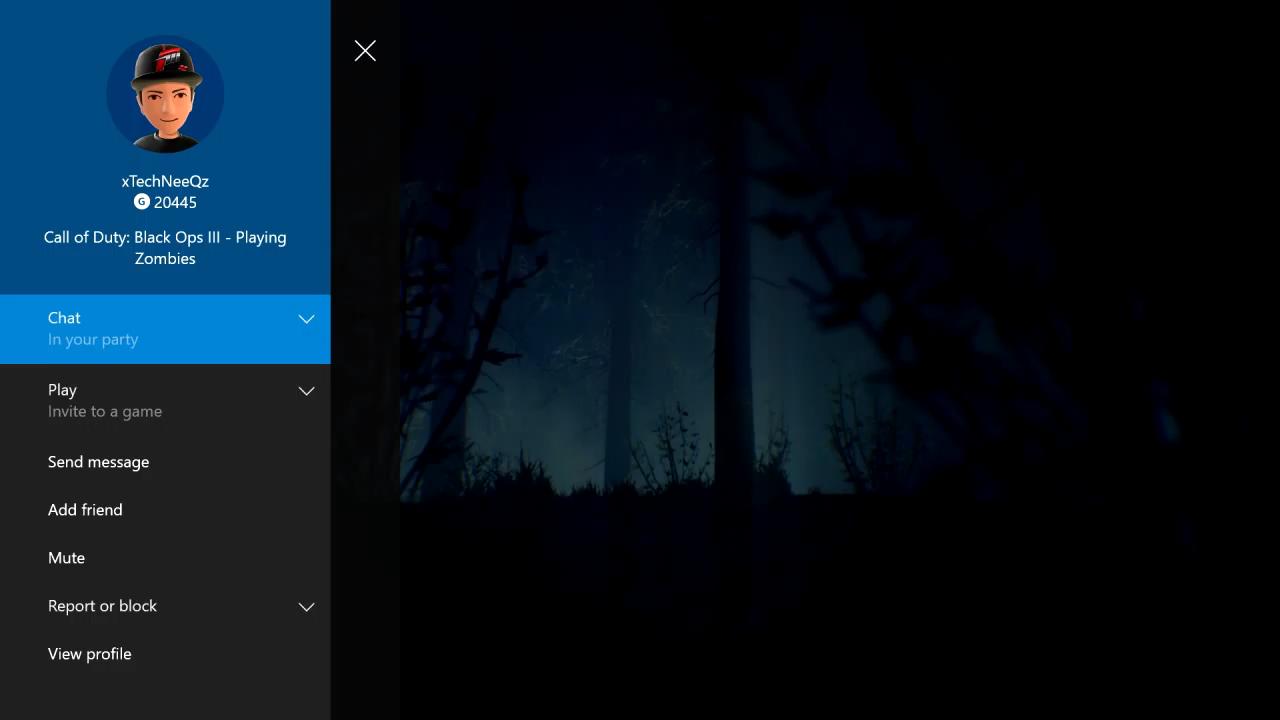 xTechNeeQz
G 20445
Call of Duty: Black Ops III - Playing
Zombies
Chat
In your party
Play
Invite to a game
Send message
Add friend
Mute
Report or block
View profile